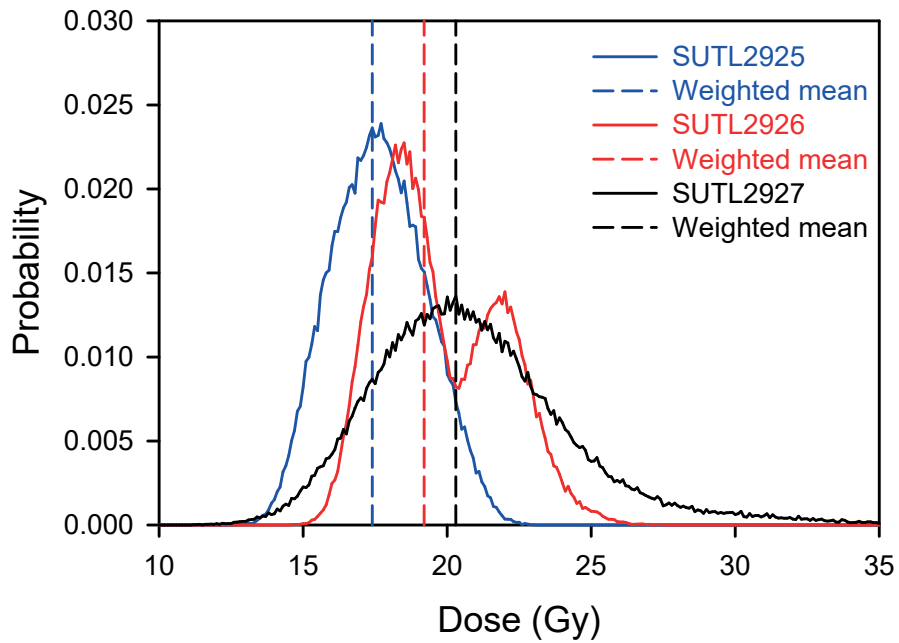 0.030
0.025
0.020
0.015
0.010
0.005
0.000
Probability
SUTL2925
Weighted mean
SUTL2926
Weighted mean
SUTL2927
Weighted mean
10 15 20 25 30 35
Dose (Gy)